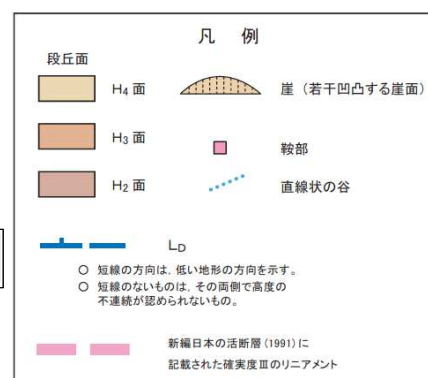 凡 例
段丘面
H4 面
崖（若干凹凸する崖面）
H3 面
鞍部
H2 面
直線状の谷
LD
○ 短線の方向は，低い地形の方向を示す。
○ 短線のないものは，その両側で高度の
不連続が認められないもの。
新編日本の活断層（1991）に
記載された確実度Ⅲのリニアメント